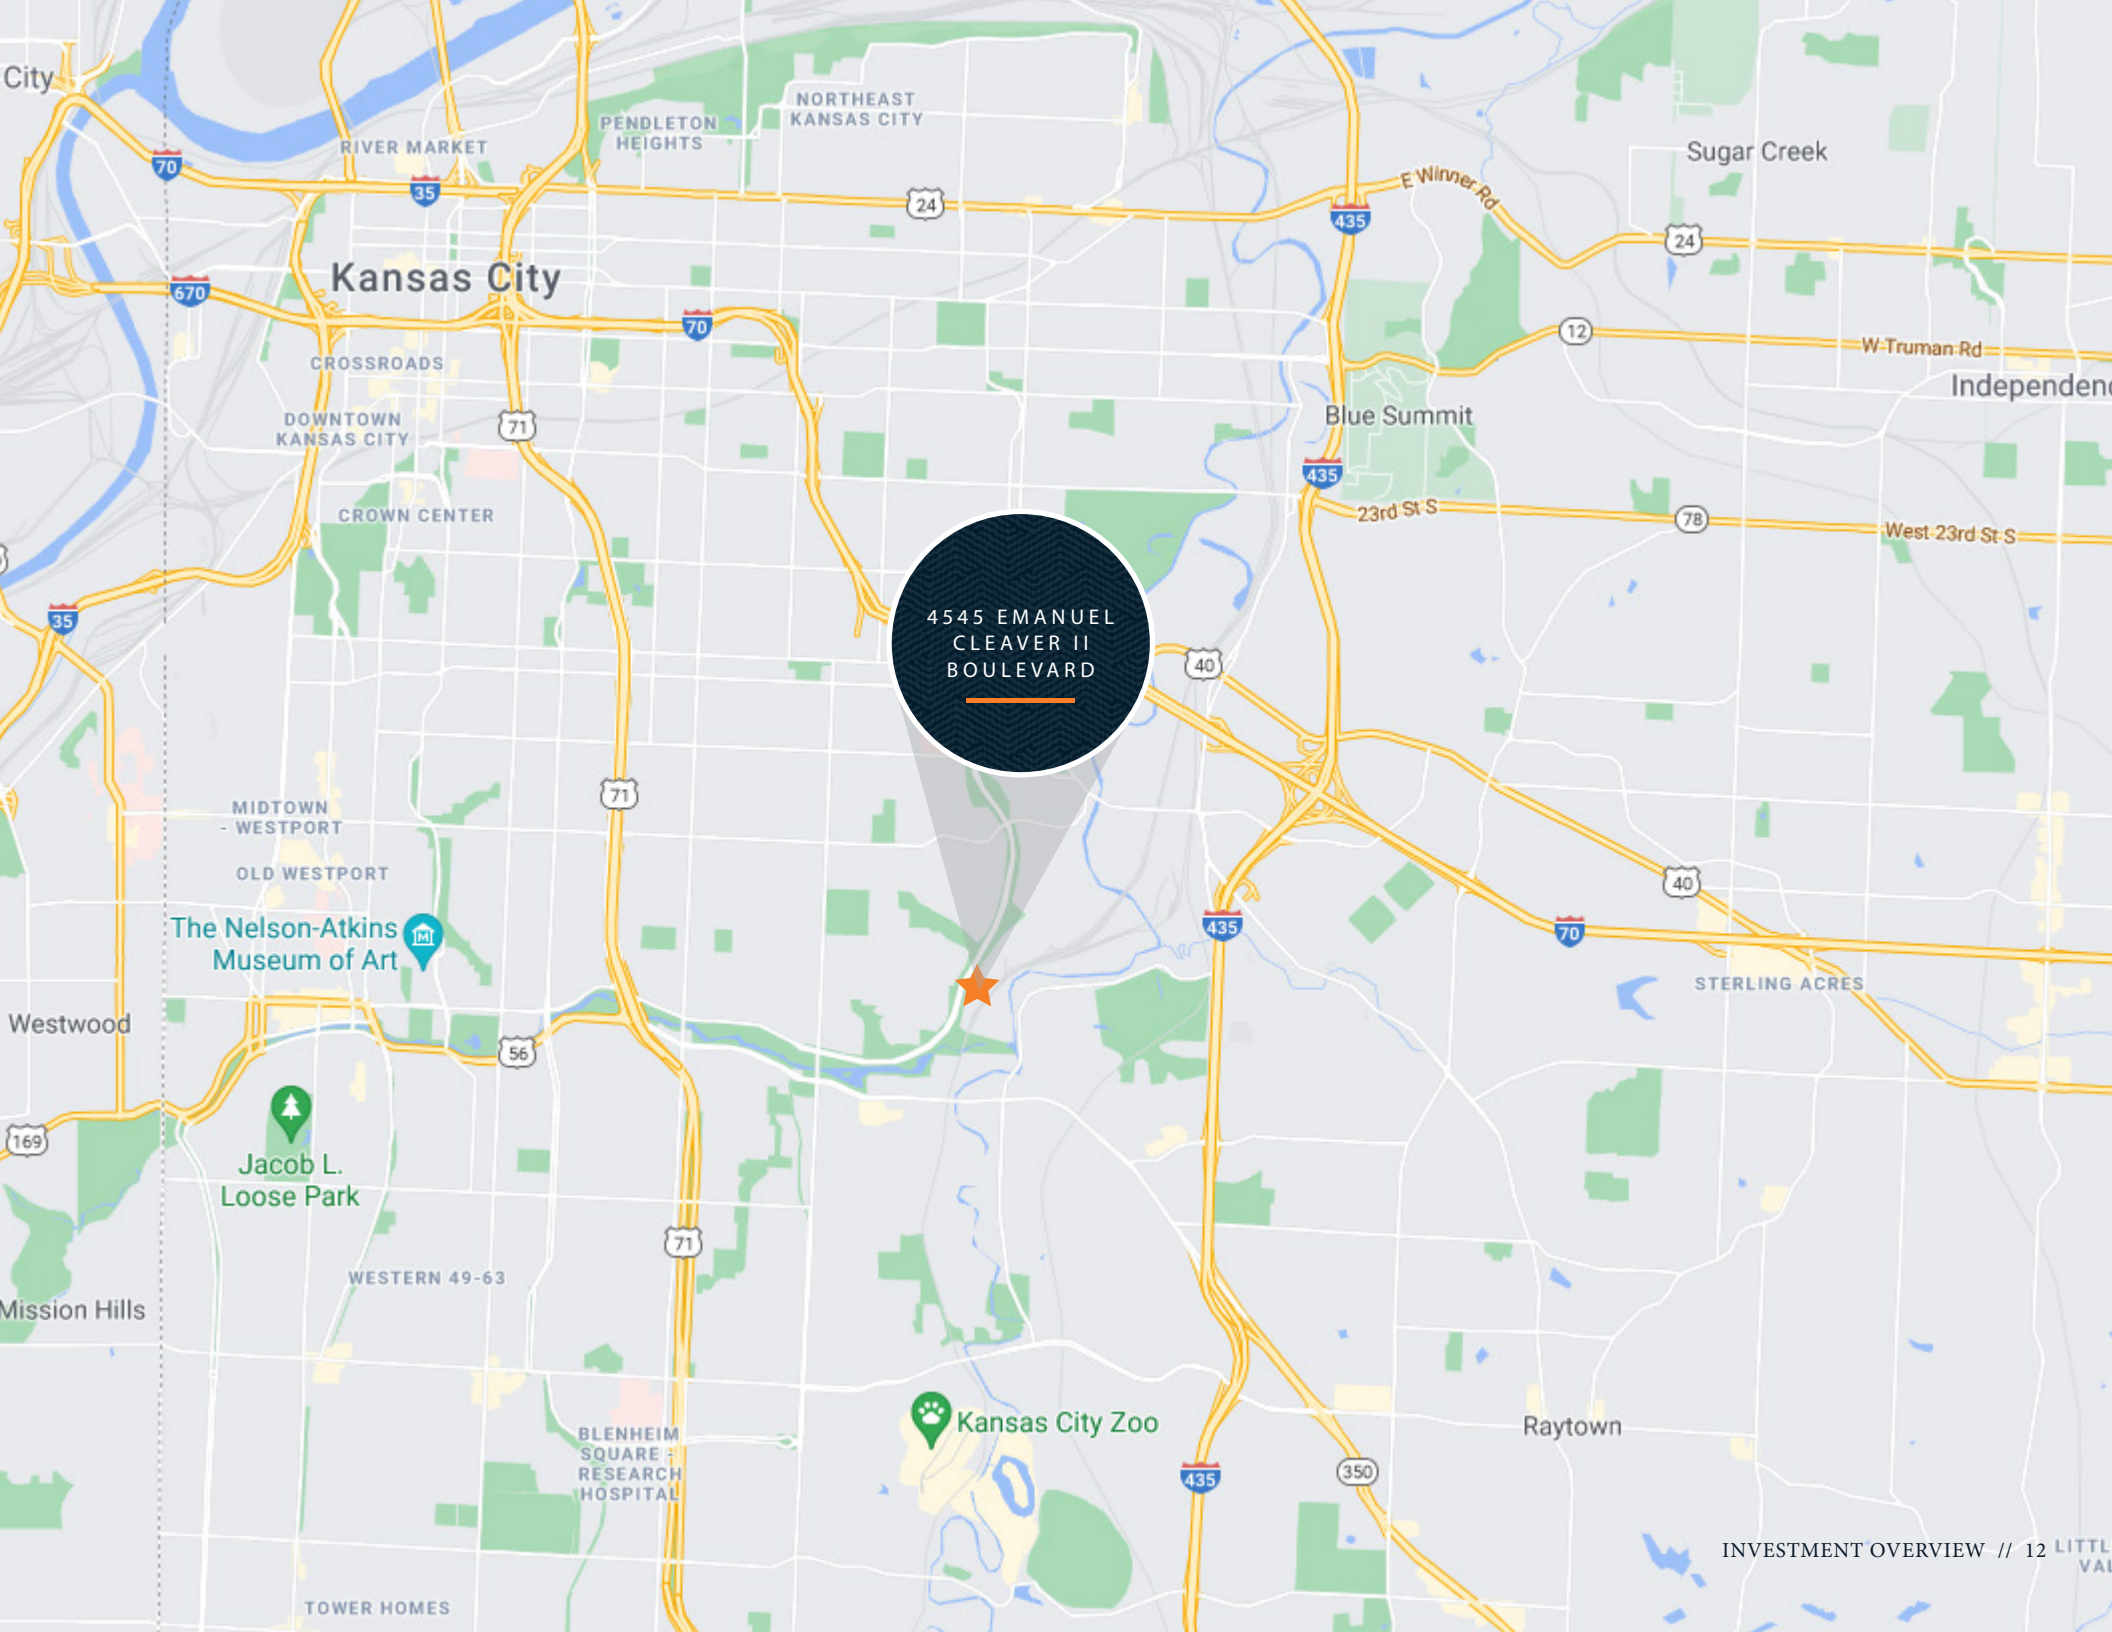 City
NORTHEAST
KANSAS CITY
PENDLETON
HEIGHTS
RIVER MARKET
Sugar Creek
70
35
24
E Winner Rd
435
24
Kansas City
670
70
12
W Truman Rd
CROSSROADS
Independenc
DOWNTOWN
KANSAS CITY
71
Blue Summit
435
CROWN CENTER
23rd St S
78
West 23rd St S
35
4545 EMANUEL
CLEAVER II
BOULEVARD
40
71
MIDTOWN
- WESTPORT
OLD WESTPORT
40
The Nelson-Atkins
Museum of Art
M
435
70
STERLING ACRES
Westwood
56
169
Jacob L.
Loose Park
71
WESTERN 49-63
Mission Hills
Kansas City Zoo
Raytown
BLENHEIM
SQUARE -
RESEARCH
HOSPITAL
435
350
INVESTMENT OVERVIEW // 12
LITTL
VAL
TOWER HOMES